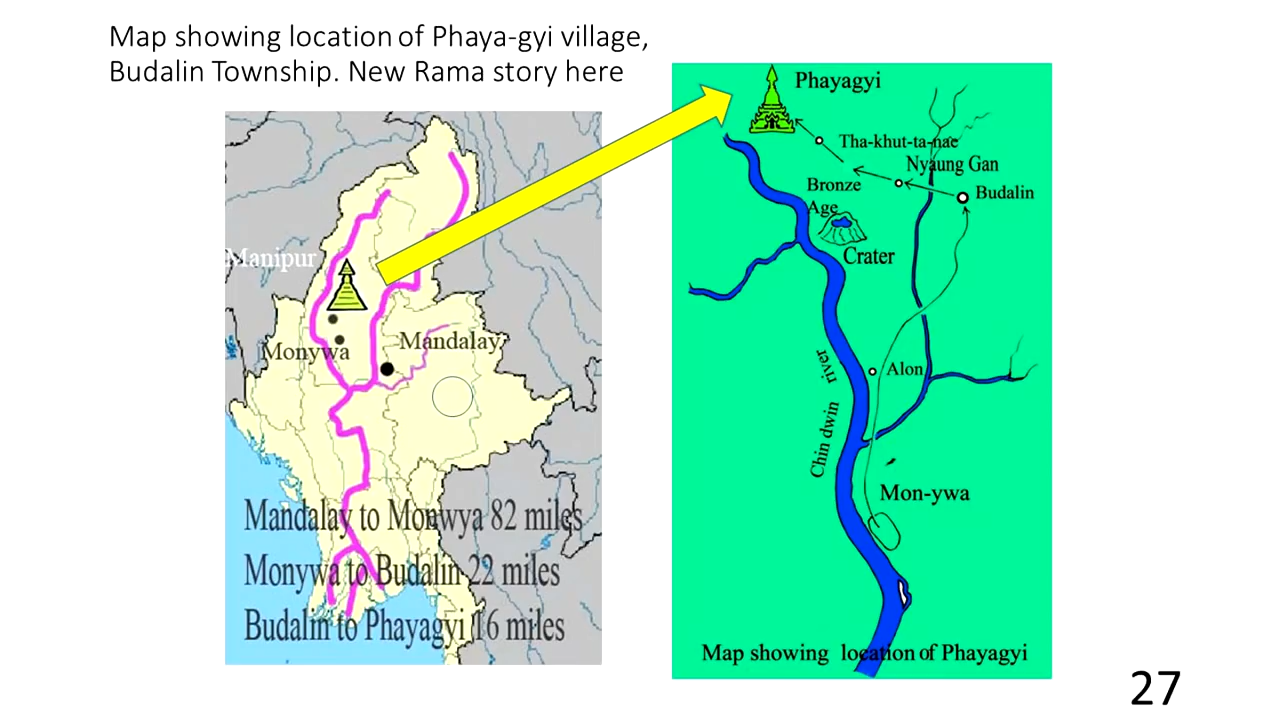 Map showing location of Phaya-gyi village,
Budalin Township. New Rama story here
Manipur
Monywa
Mandalay
Mandalay to Monwya 82 miles
Monywa to Budalin 22 miles
Budalin to Phayagyi 16 miles
Phayagyi
Tha-khut-ta-nae
Nyaung Gan
Budalin
Bronze
Age
Crater
Alon
Chin dwin river
Mon-ywa
Map showing location of Phayagyi
27